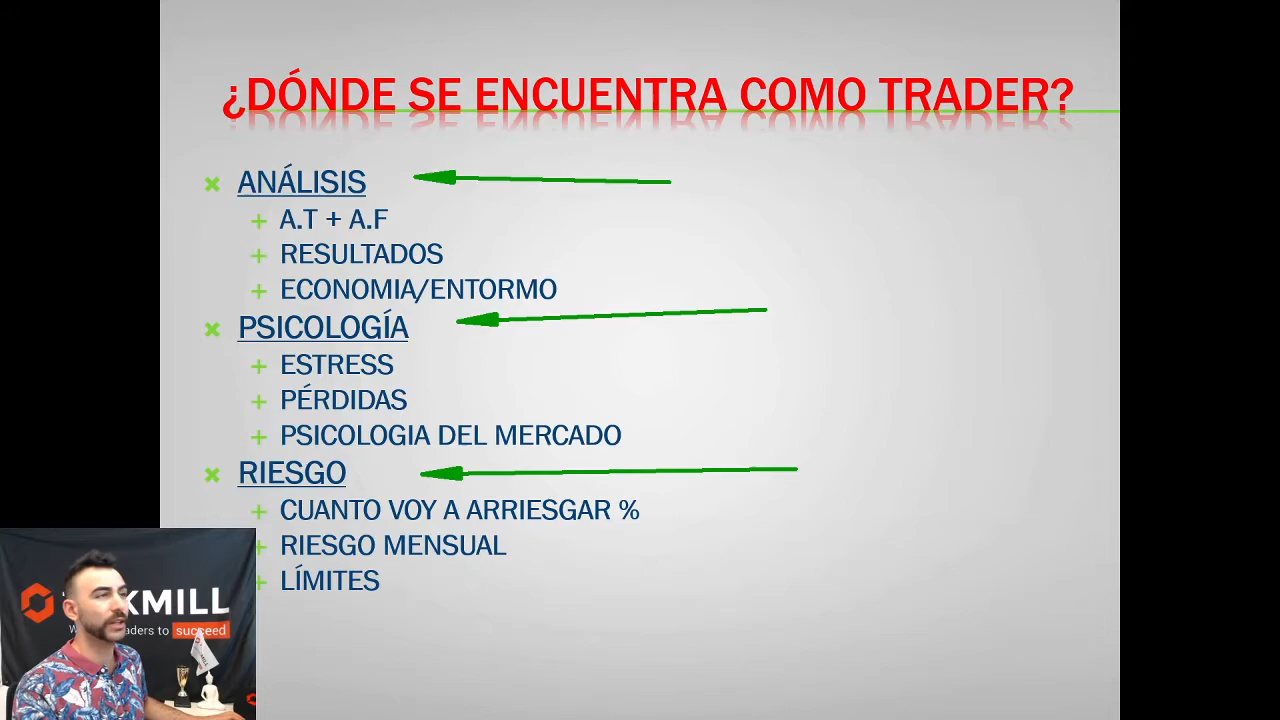 ¿DÓNDE SE ENCUENTRA COMO TRADER?
ANÁLISIS
A.T + A.F
RESULTADOS
ECONOMIA/ENTORMO
PSICOLOGÍA
ESTRESS
PÉRDIDAS
PSICOLOGIA DEL MERCADO
RIESGO
CUANTO VOY A ARRIESGAR %
RIESGO MENSUAL
LÍMITES
to succeed